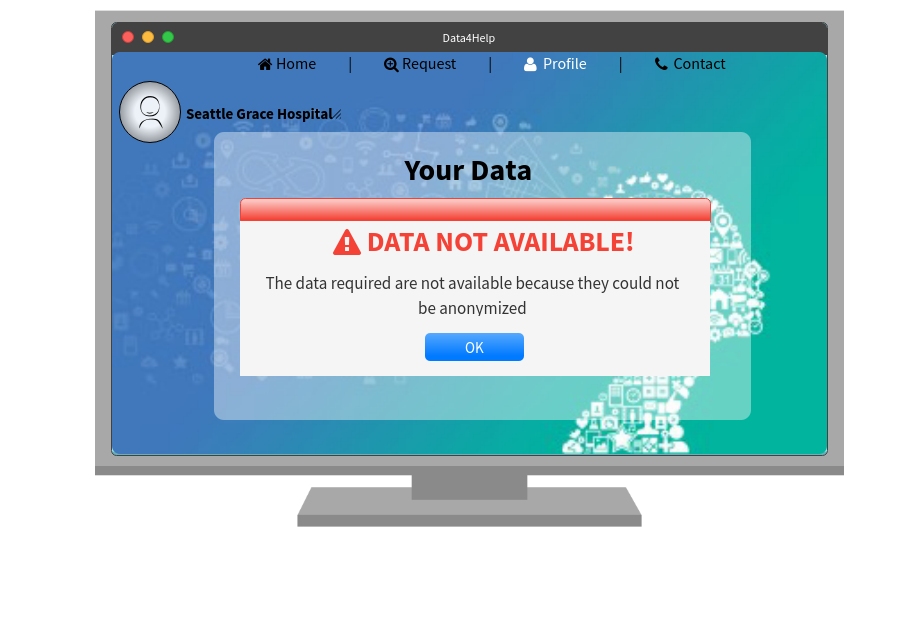 Data4Help
Home | Request | Profile | Contact
Seattle Grace Hospital
Your Data
DATA NOT AVAILABLE!
The data required are not available because they could not
be anonymized
OK